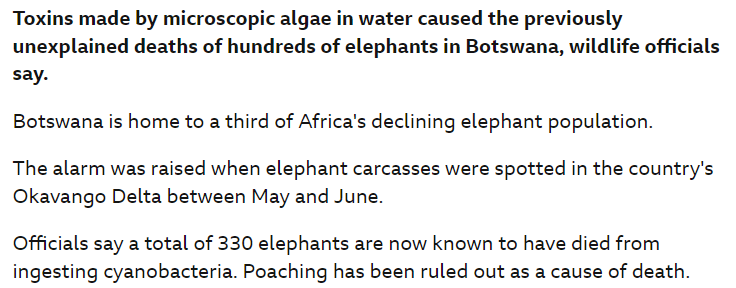 Toxins made by microscopic algae in water caused the previously
unexplained deaths of hundreds of elephants in Botswana, wildlife officials
say.
Botswana is home to a third of Africa's declining elephant population.
The alarm was raised when elephant carcasses were spotted in the country's
Okavango Delta between May and June.
Officials say a total of 330 elephants are now known to have died from
ingesting cyanobacteria. Poaching has been ruled out as a cause of death.